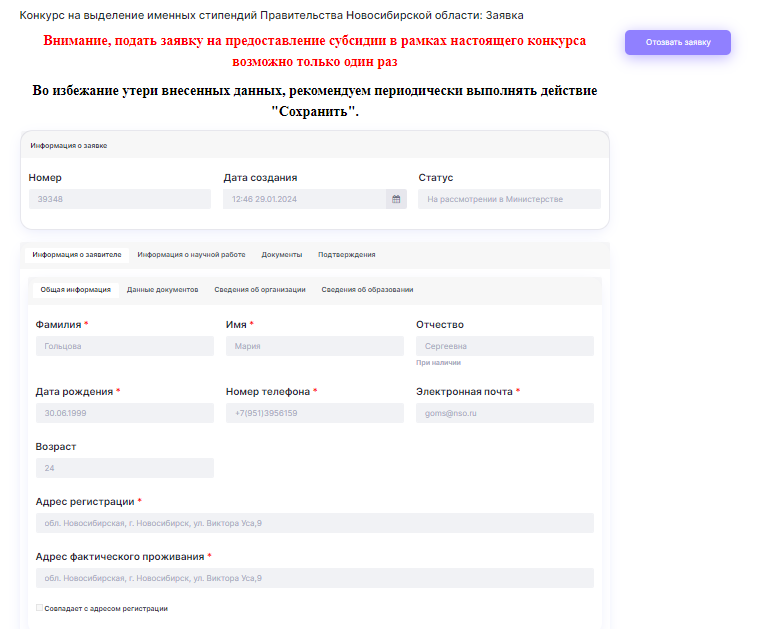 Конкурс на выделение именных стипендий Правительства Новосибирской области: Заявка
Внимание, подать заявку на предоставление субсидии в рамках настоящего конкурса
возможно только один раз
Отозвать заявку
Во избежание утери внесенных данных, рекомендуем периодически выполнять действие
"Сохранить".
Информация о заявке
Номер Дата создания Статус
39348 12:46 29.01.2024 На рассмотрении в Министерстве
Информация о заявителе Информация о научной работе Документы Подтверждения
Общая информация Данные документов Сведения об организации Сведения об образовании
Фамилия * Имя * Отчество
Гольцова Мария Сергеевна
При наличии
Дата рождения * Номер телефона * Электронная почта *
30.06.1999 +7(951)3956159 goms@nso.ru
Возраст
24
Адрес регистрации *
обл. Новосибирская, г. Новосибирск, ул. Виктора Уса,9
Адрес фактического проживания *
обл. Новосибирская, г. Новосибирск, ул. Виктора Уса,9
Совпадает с адресом регистрации